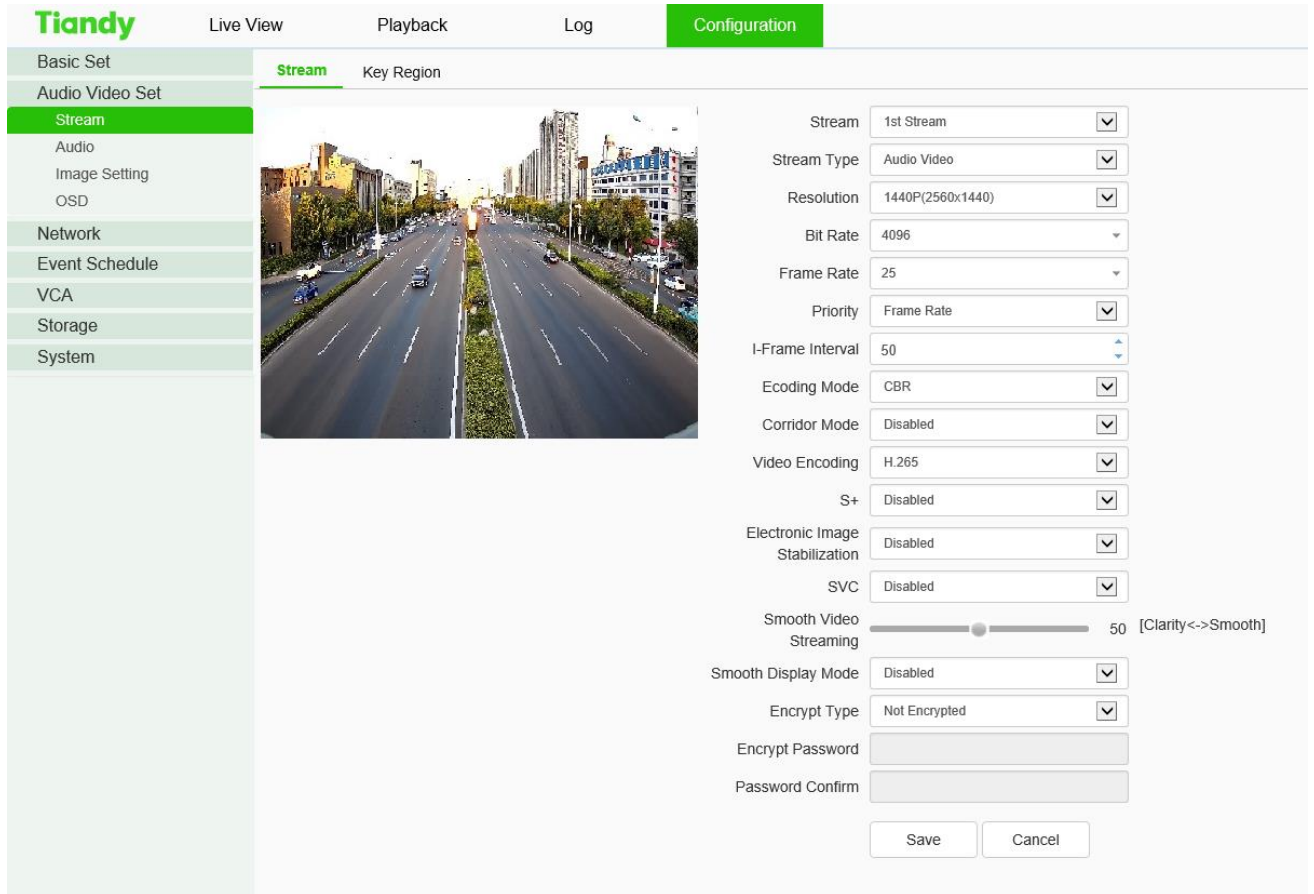 Tiandy
Live View
Playback
Log
Configuration
Basic Set
Audio Video Set
Stream
Audio
Image Setting
OSD
Network
Event Schedule
VCA
Storage
System
Stream
Key Region
Stream 1st Stream
Stream Type Audio Video
Resolution 1440P(2560x1440)
Bit Rate 4096
Frame Rate 25
Priority Frame Rate
I-Frame Interval 50
Ecoding Mode CBR
Corridor Mode Disabled
Video Encoding H.265
S+ Disabled
Electronic Image
Stabilization Disabled
SVC Disabled
Smooth Video
Streaming 50 [Clarity<->Smooth]
Smooth Display Mode Disabled
Encrypt Type Not Encrypted
Encrypt Password
Password Confirm
Save
Cancel